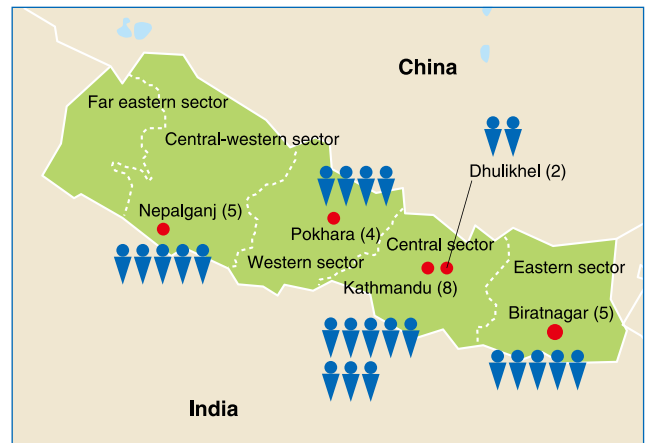 China
Far eastern sector
Central-western sector
Dhulikhel (2)
Nepalganj (5)
Pokhara (4)
Central sector
Western sector
Eastern sector
Kathmandu (8)
Biratnagar (5)
India